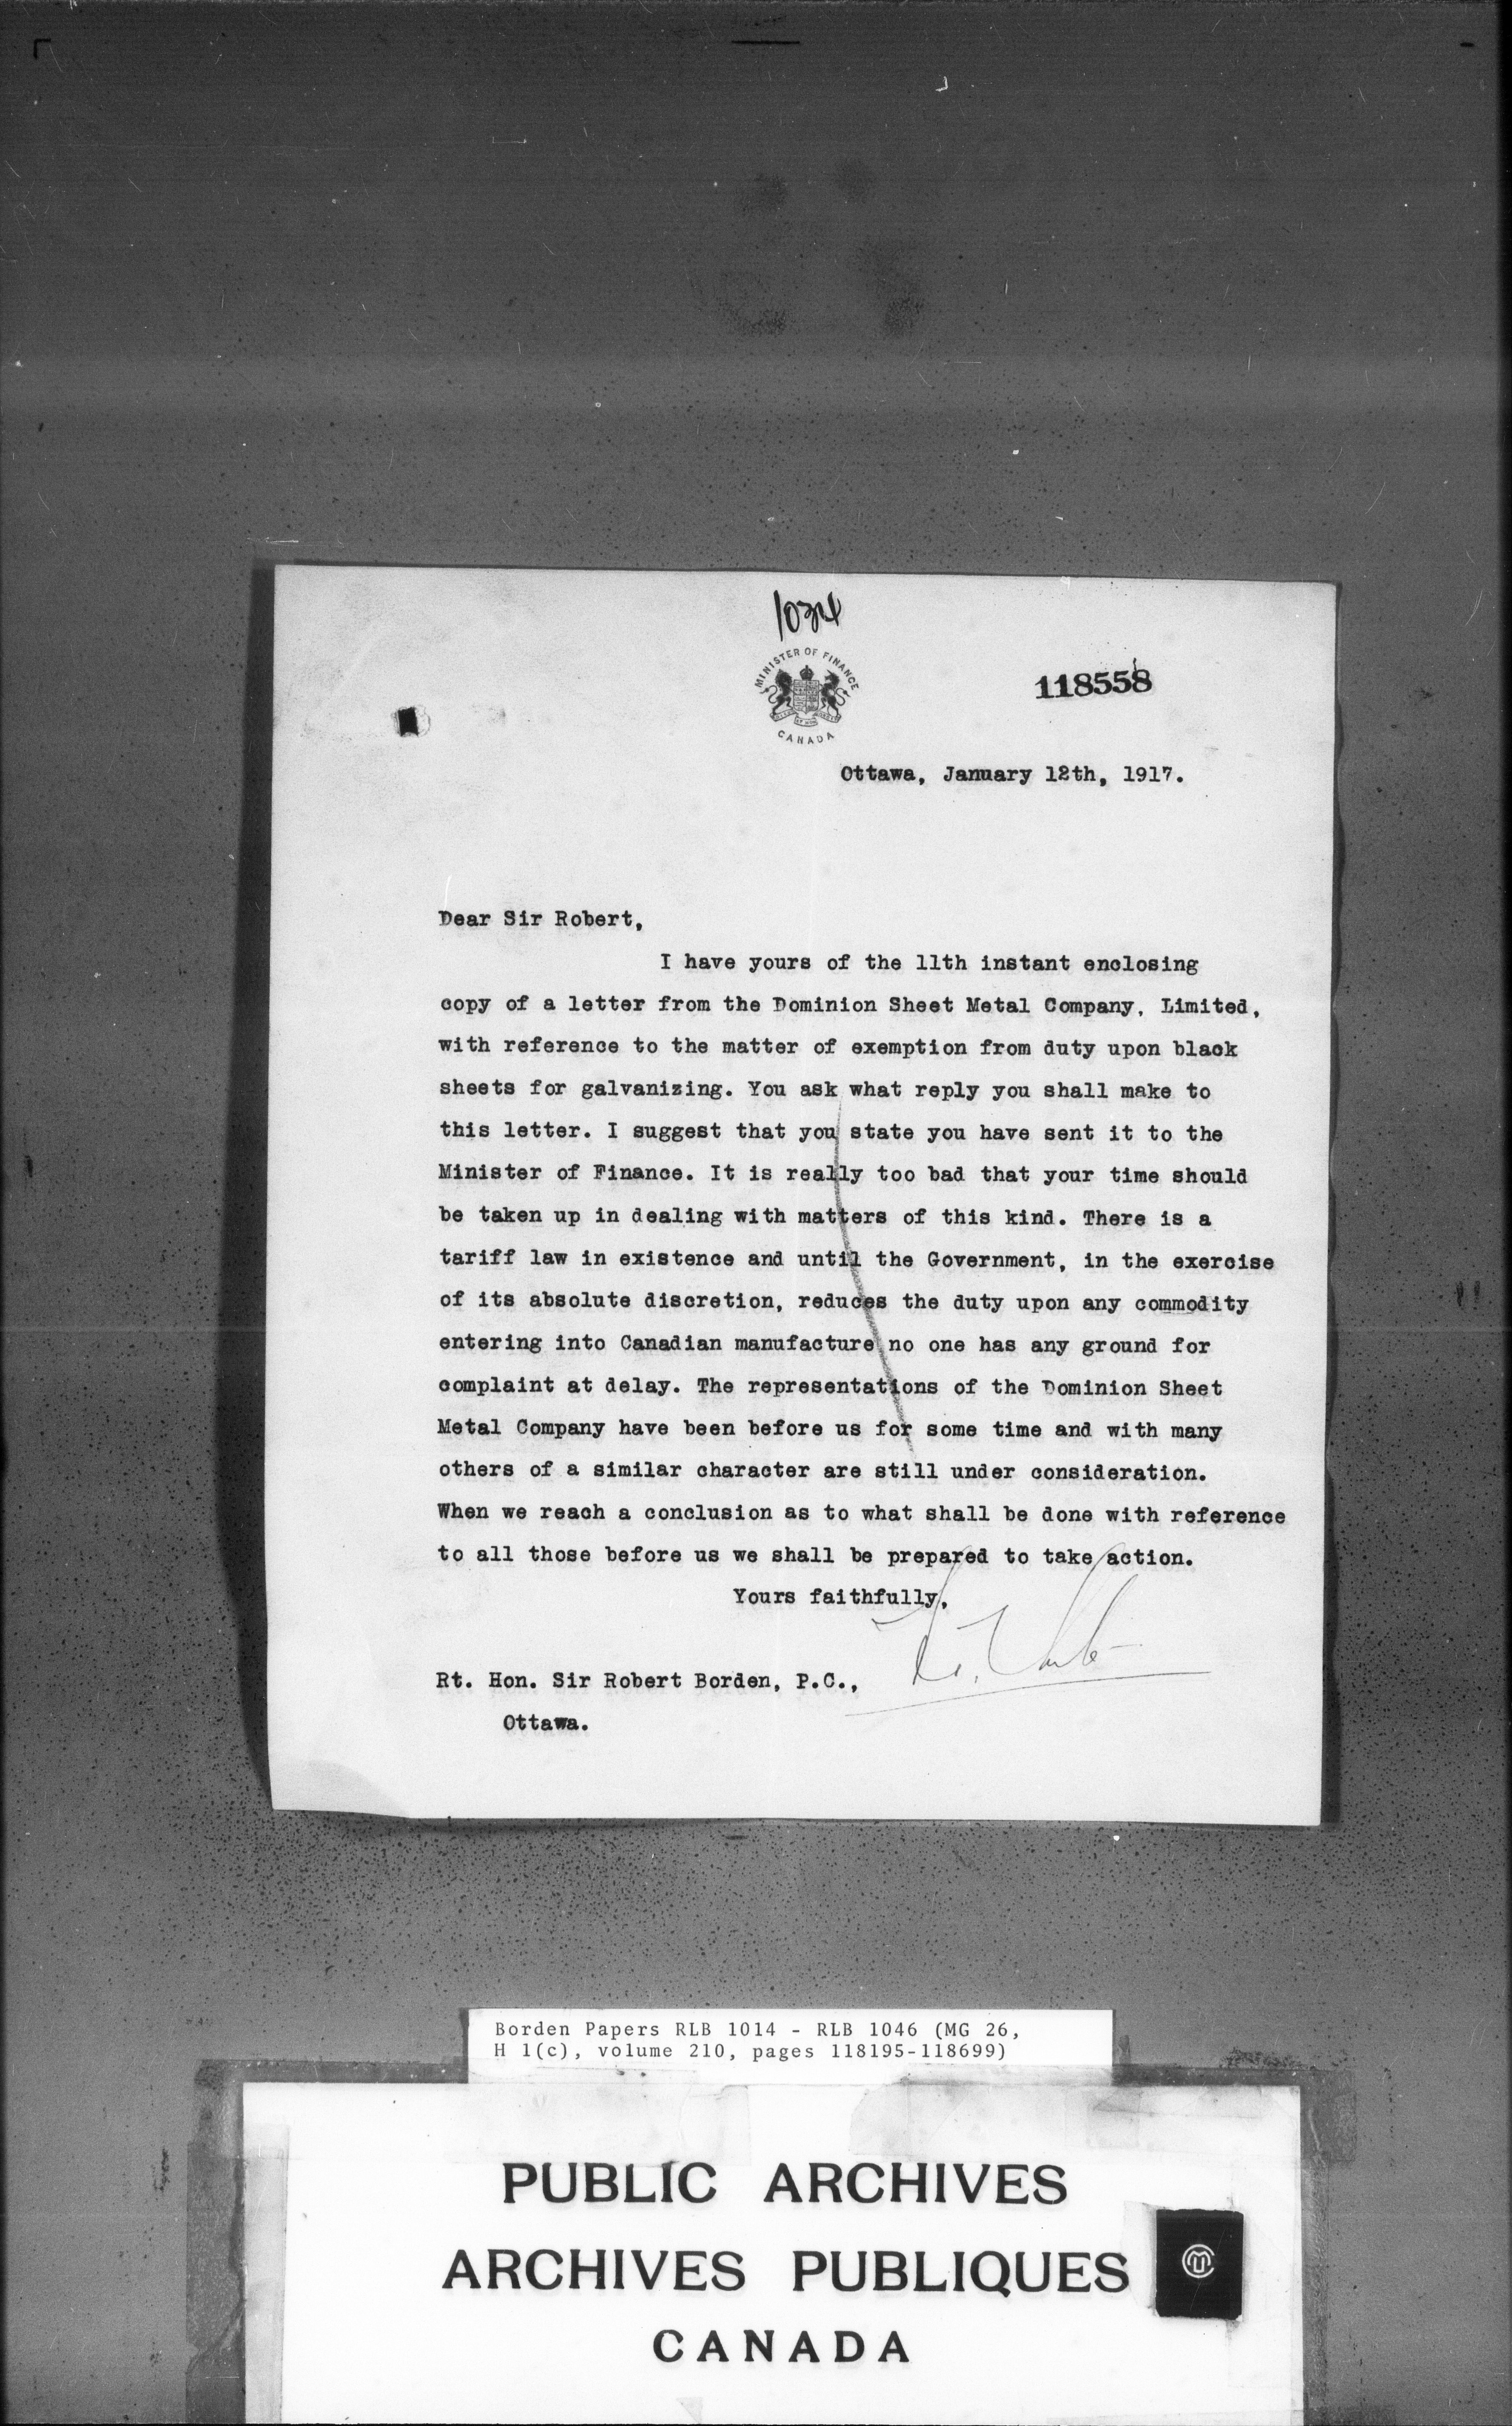 1034
MINISTER OF FINANCE
CANADA
118558
Ottawa, January 12th, 1917.
Dear Sir Robert,
I have yours of the 11th instant enclosing
copy of a letter from the Dominion Sheet Metal Company, Limited,
with reference to the matter of exemption from duty upon black
sheets for galvanizing. You ask what reply you shall make to
this letter. I suggest that you state you have sent it to the
Minister of Finance. It is really too bad that your time should
be taken up in dealing with matters of this kind. There is a
tariff law in existence and until the Government, in the exercise
of its absolute discretion, reduces the duty upon any commodity
entering into Canadian manufacture no one has any ground for
complaint at delay. The representations of the Dominion Sheet
Metal Company have been before us for some time and with many
others of a similar character are still under consideration.
When we reach a conclusion as to what shall be done with reference
to all those before us we shall be prepared to take action.
Yours faithfully,
Rt. Hon. Sir Robert Borden, P.C.,
Ottawa.
Borden Papers RLB 1014 - RLB 1046 (MG 26,
H 1(c), volume 210, pages 118195-118699)
PUBLIC ARCHIVES
ARCHIVES PUBLIQUES
CANADA